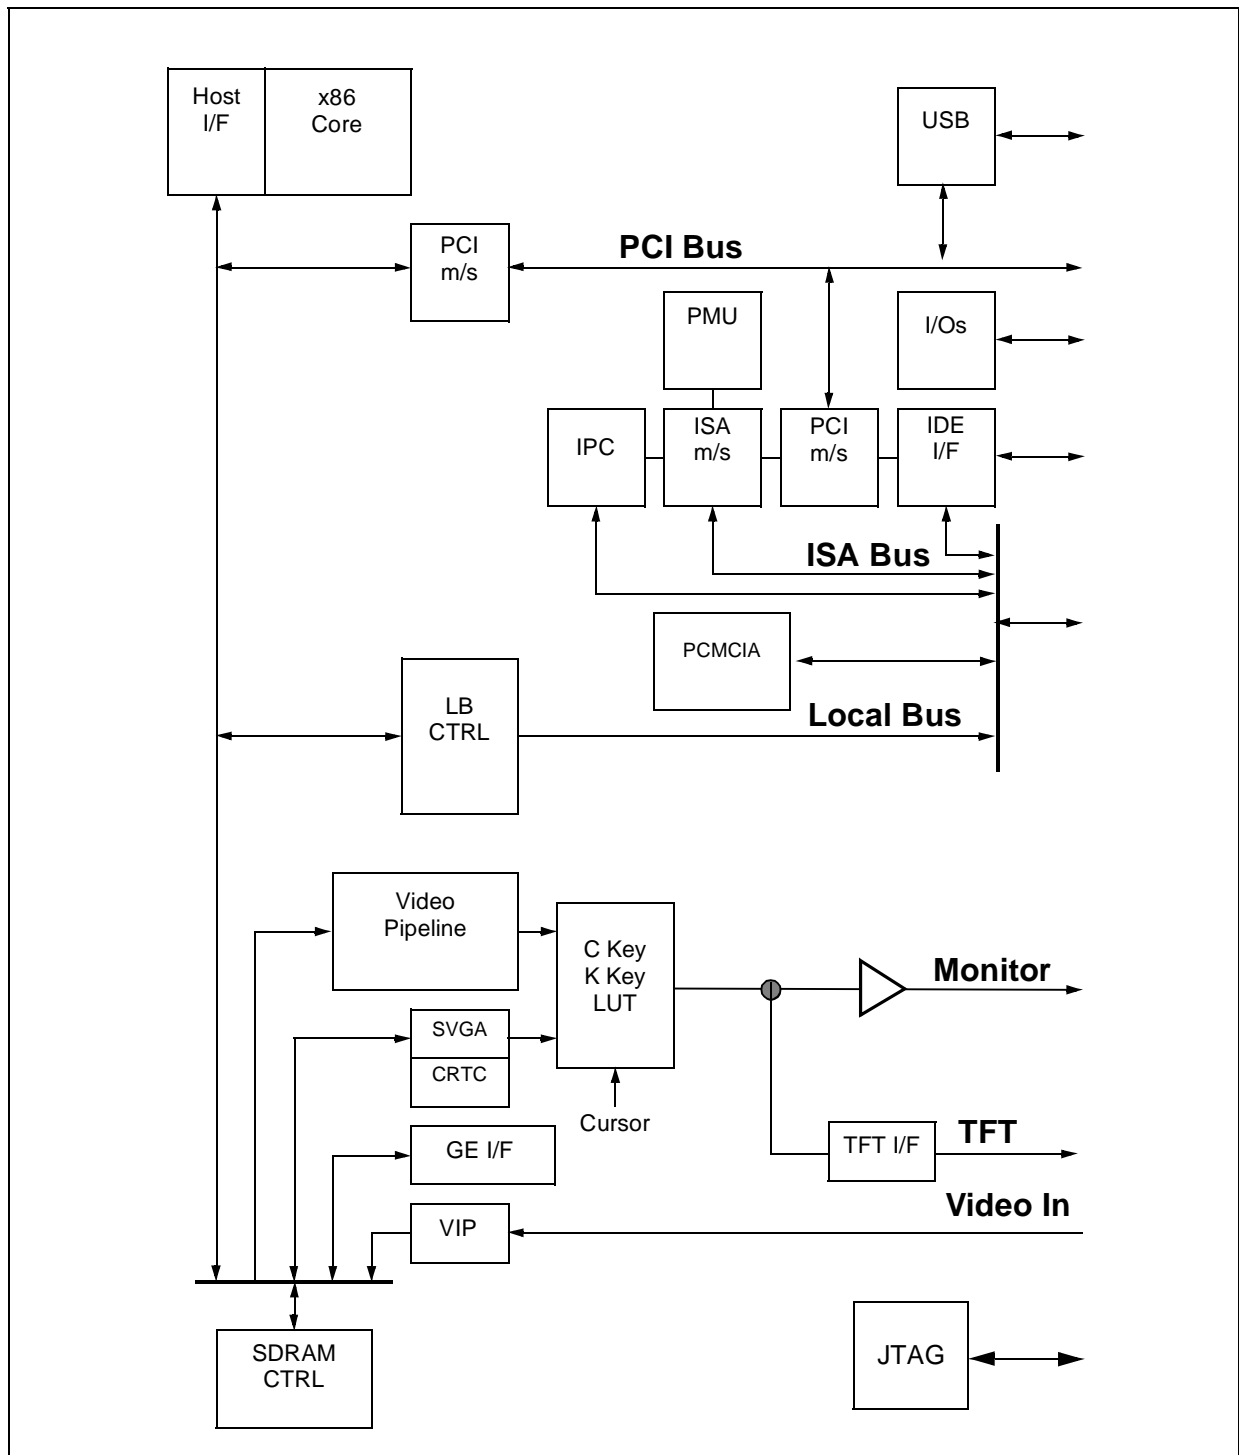 Host
I/F
x86
Core
USB
PCI
m/s
PCI Bus
PMU
I/Os
IPC
ISA
m/s
PCI
m/s
IDE
I/F
ISA Bus
PCMCIA
LB
CTRL
Local Bus
Video
Pipeline
C Key
K Key
LUT
Monitor
SVGA
CRTC
Cursor
GE I/F
TFT I/F
TFT
VIP
Video In
SDRAM
CTRL
JTAG